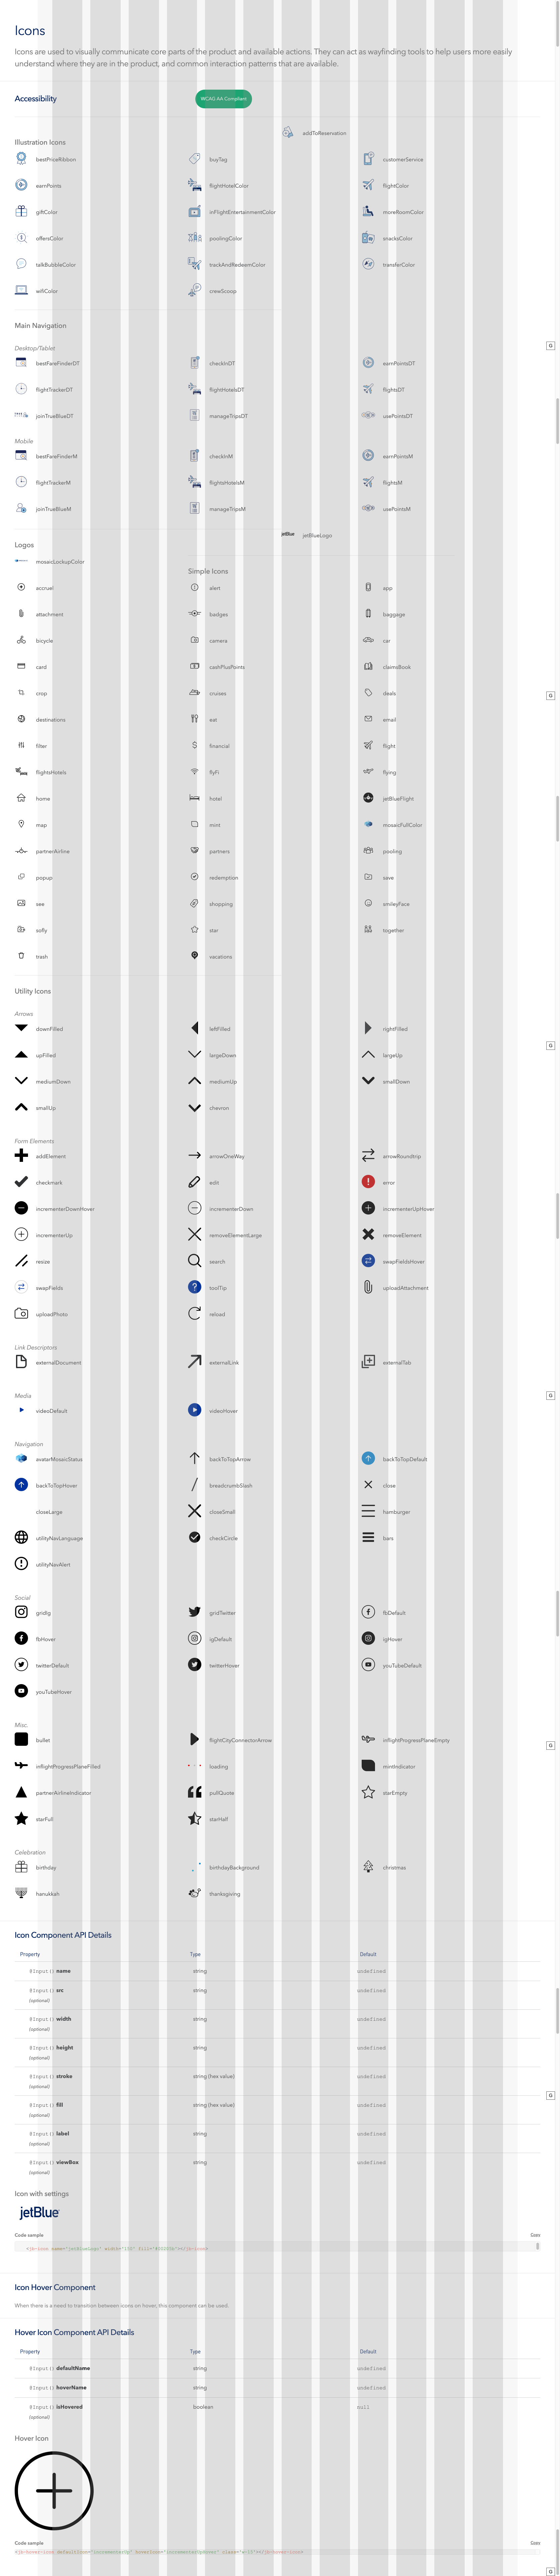 Icons
Icons are used to visually communicate core parts of the product and available actions. They can act as wayfinding tools to help users more easily
understand where they are in the product, and common interaction patterns that are available.
Accessibility
WCAG AA Compliant
addToReservation
Illustration Icons
bestPriceRibbon buyTag customerService
earnPoints flightHotelColor flightColor
giftColor inFlightEntertainmentColor moreRoomColor
offersColor poolingColor snacksColor
talkBubbleColor trackAndRedeemColor transferColor
wifiColor crewScoop
Main Navigation
Desktop/Tablet
bestFareFinderDT checkInDT earnPointsDT
flightTrackerDT flightHotelsDT flightsDT
joinTrueBlueDT manageTripsDT usePointsDT
Mobile
bestFareFinderM checkInM earnPointsM
flightTrackerM flightsHotelsM flightsM
joinTrueBlueM manageTripsM usePointsM
jetBlue jetBlueLogo
Logos
mosaicLockupColor
Simple Icons
accrual alert app
attachment badges baggage
bicycle camera car
card cashPlusPoints claimsBook
crop cruises deals
destinations eat email
filter financial flight
flightsHotels flyFi flying
home hotel jetBlueFlight
map mint mosaicFullColor
partnerAirline partners pooling
popup redemption save
see shopping smileyFace
sofly star together
trash vacations
Utility Icons
Arrows
downFilled leftFilled rightFilled
upFilled largeDown largeUp
mediumDown mediumUp smallDown
smallUp chevron
Form Elements
addElement arrowOneWay arrowRoundtrip
checkmark edit error
incrementerDownHover incrementerDown incrementerUpHover
incrementerUp removeElementLarge removeElement
resize search swapFieldsHover
swapFields toolTip uploadAttachment
uploadPhoto reload
Link Descriptors
externalDocument externalLink externalTab
Media
videoDefault videoHover
Navigation
avatarMosaicStatus backToTopArrow backToTopDefault
backToTopHover breadcrumbSlash close
closeLarge closeSmall hamburger
utilityNavLanguage checkCircle bars
utilityNavAlert
Social
gridIg gridTwitter fbDefault
fbHover igDefault igHover
twitterDefault twitterHover youTubeDefault
youTubeHover
Misc.
bullet flightCityConnectorArrow inflightProgressPlaneEmpty
inflightProgressPlaneFilled loading mintIndicator
partnerAirlineIndicator pullQuote starEmpty
starFull starHalf
Celebration
birthday birthdayBackground christmas
hanukkah thanksgiving
Icon Component API Details
Property Type Default
@Input() name string undefined
@Input() src string undefined
(optional)
@Input() width string undefined
(optional)
@Input() height string undefined
(optional)
@Input() stroke string (hex value) undefined
(optional)
@Input() fill string (hex value) undefined
(optional)
@Input() label string undefined
(optional)
@Input() viewBox string undefined
(optional)
Icon with settings
jetBlue
Code sample Copy
Icon Hover Component
When there is a need to transition between icons on hover, this component can be used.
Hover Icon Component API Details
Property Type Default
@Input() defaultName string undefined
@Input() hoverName string undefined
@Input() isHovered boolean null
(optional)
Hover Icon
Code sample Copy